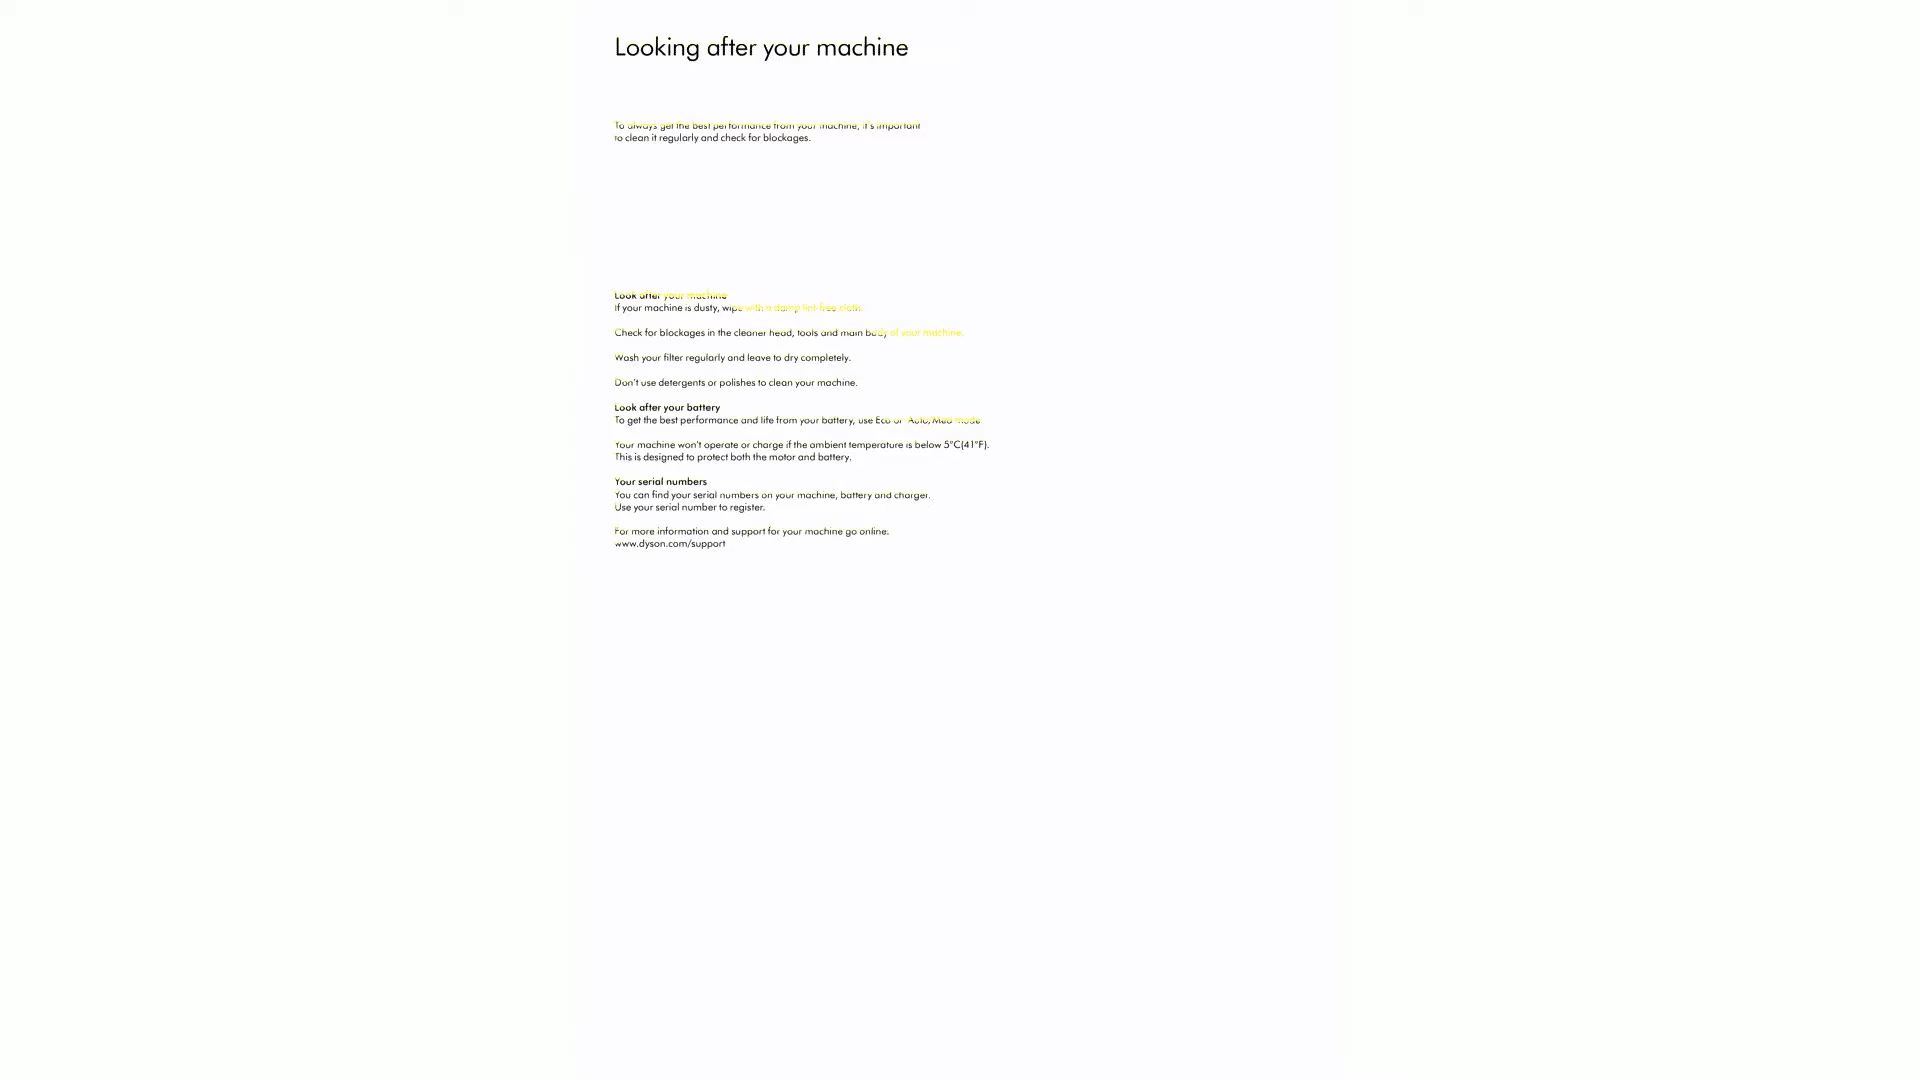 Looking after your machine
To always get the best performance from your machine, it's important
to clean it regularly and check for blockages.
Look after your machine
If your machine is dusty, wipe with a damp lint-free cloth.
Check for blockages in the cleaner head, tools and main body of your machine.
Wash your filter regularly and leave to dry completely.
Don't use detergents or polishes to clean your machine.
Look after your battery
To get the best performance and life from your battery, use Eco or Auto/Med mode
Your machine won't operate or charge if the ambient temperature is below 5°C(41°F).
This is designed to protect both the motor and battery.
Your serial numbers
You can find your serial numbers on your machine, battery and charger.
Use your serial number to register.
For more information and support for your machine go online.
www.dyson.com/support